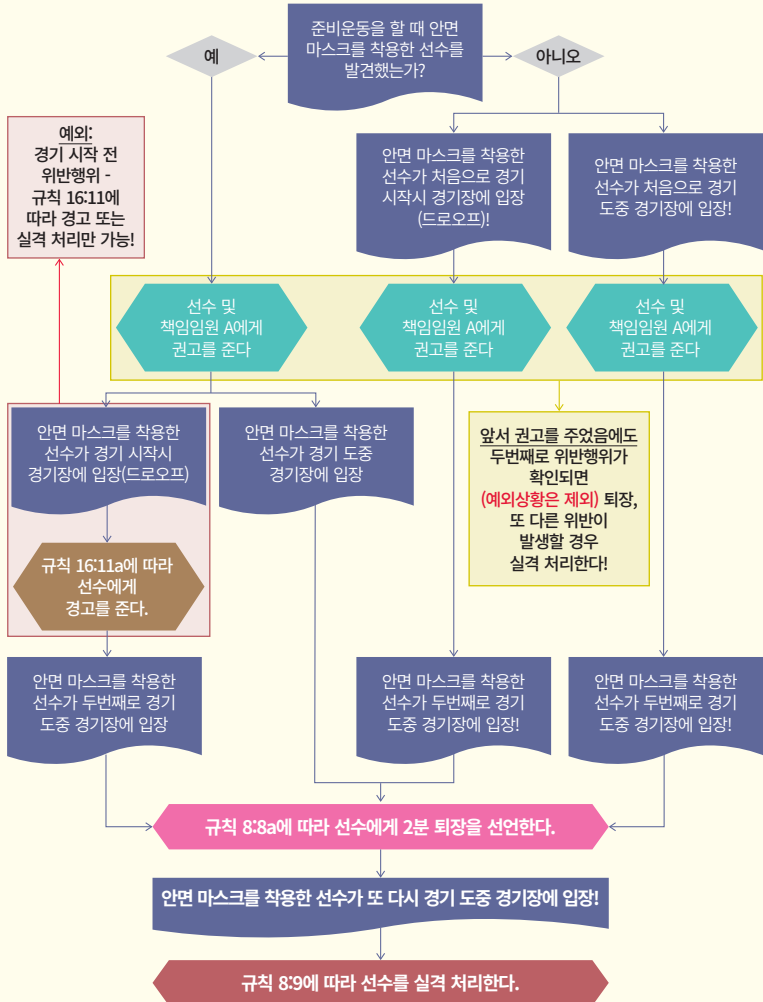 준비운동을 할 때 안면
마스크를 착용한 선수를
발견했는가?
예
아니오
예외:
경기 시작 전
위반행위 -
규칙 16:11에
따라 경고 또는
실격 처리만 가능!
안면 마스크를 착용한
선수가 처음으로 경기
시작시 경기장에 입장
(드로오프)!
안면 마스크를 착용한
선수가 처음으로 경기
도중 경기장에 입장!
선수 및
책임임원 A에게
권고를 준다
선수 및
책임임원 A에게
권고를 준다
선수 및
책임임원 A에게
권고를 준다
안면 마스크를 착용한
선수가 경기 시작시
경기장에 입장(드로오프)
안면 마스크를 착용한
선수가 경기 도중
경기장에 입장
앞서 권고를 주었음에도
두번째로 위반행위가
확인되면
(예외상황은 제외) 퇴장,
또 다른 위반이
발생할 경우
실격 처리한다!
규칙 16:11a에 따라
선수에게
경고를 준다.
안면 마스크를 착용한
선수가 두번째로 경기
도중 경기장에 입장
안면 마스크를 착용한
선수가 두번째로 경기
도중 경기장에 입장!
안면 마스크를 착용한
선수가 두번째로 경기
도중 경기장에 입장!
규칙 8:8a에 따라 선수에게 2분 퇴장을 선언한다.
안면 마스크를 착용한 선수가 또 다시 경기 도중 경기장에 입장!
규칙 8:9에 따라 선수를 실격 처리한다.